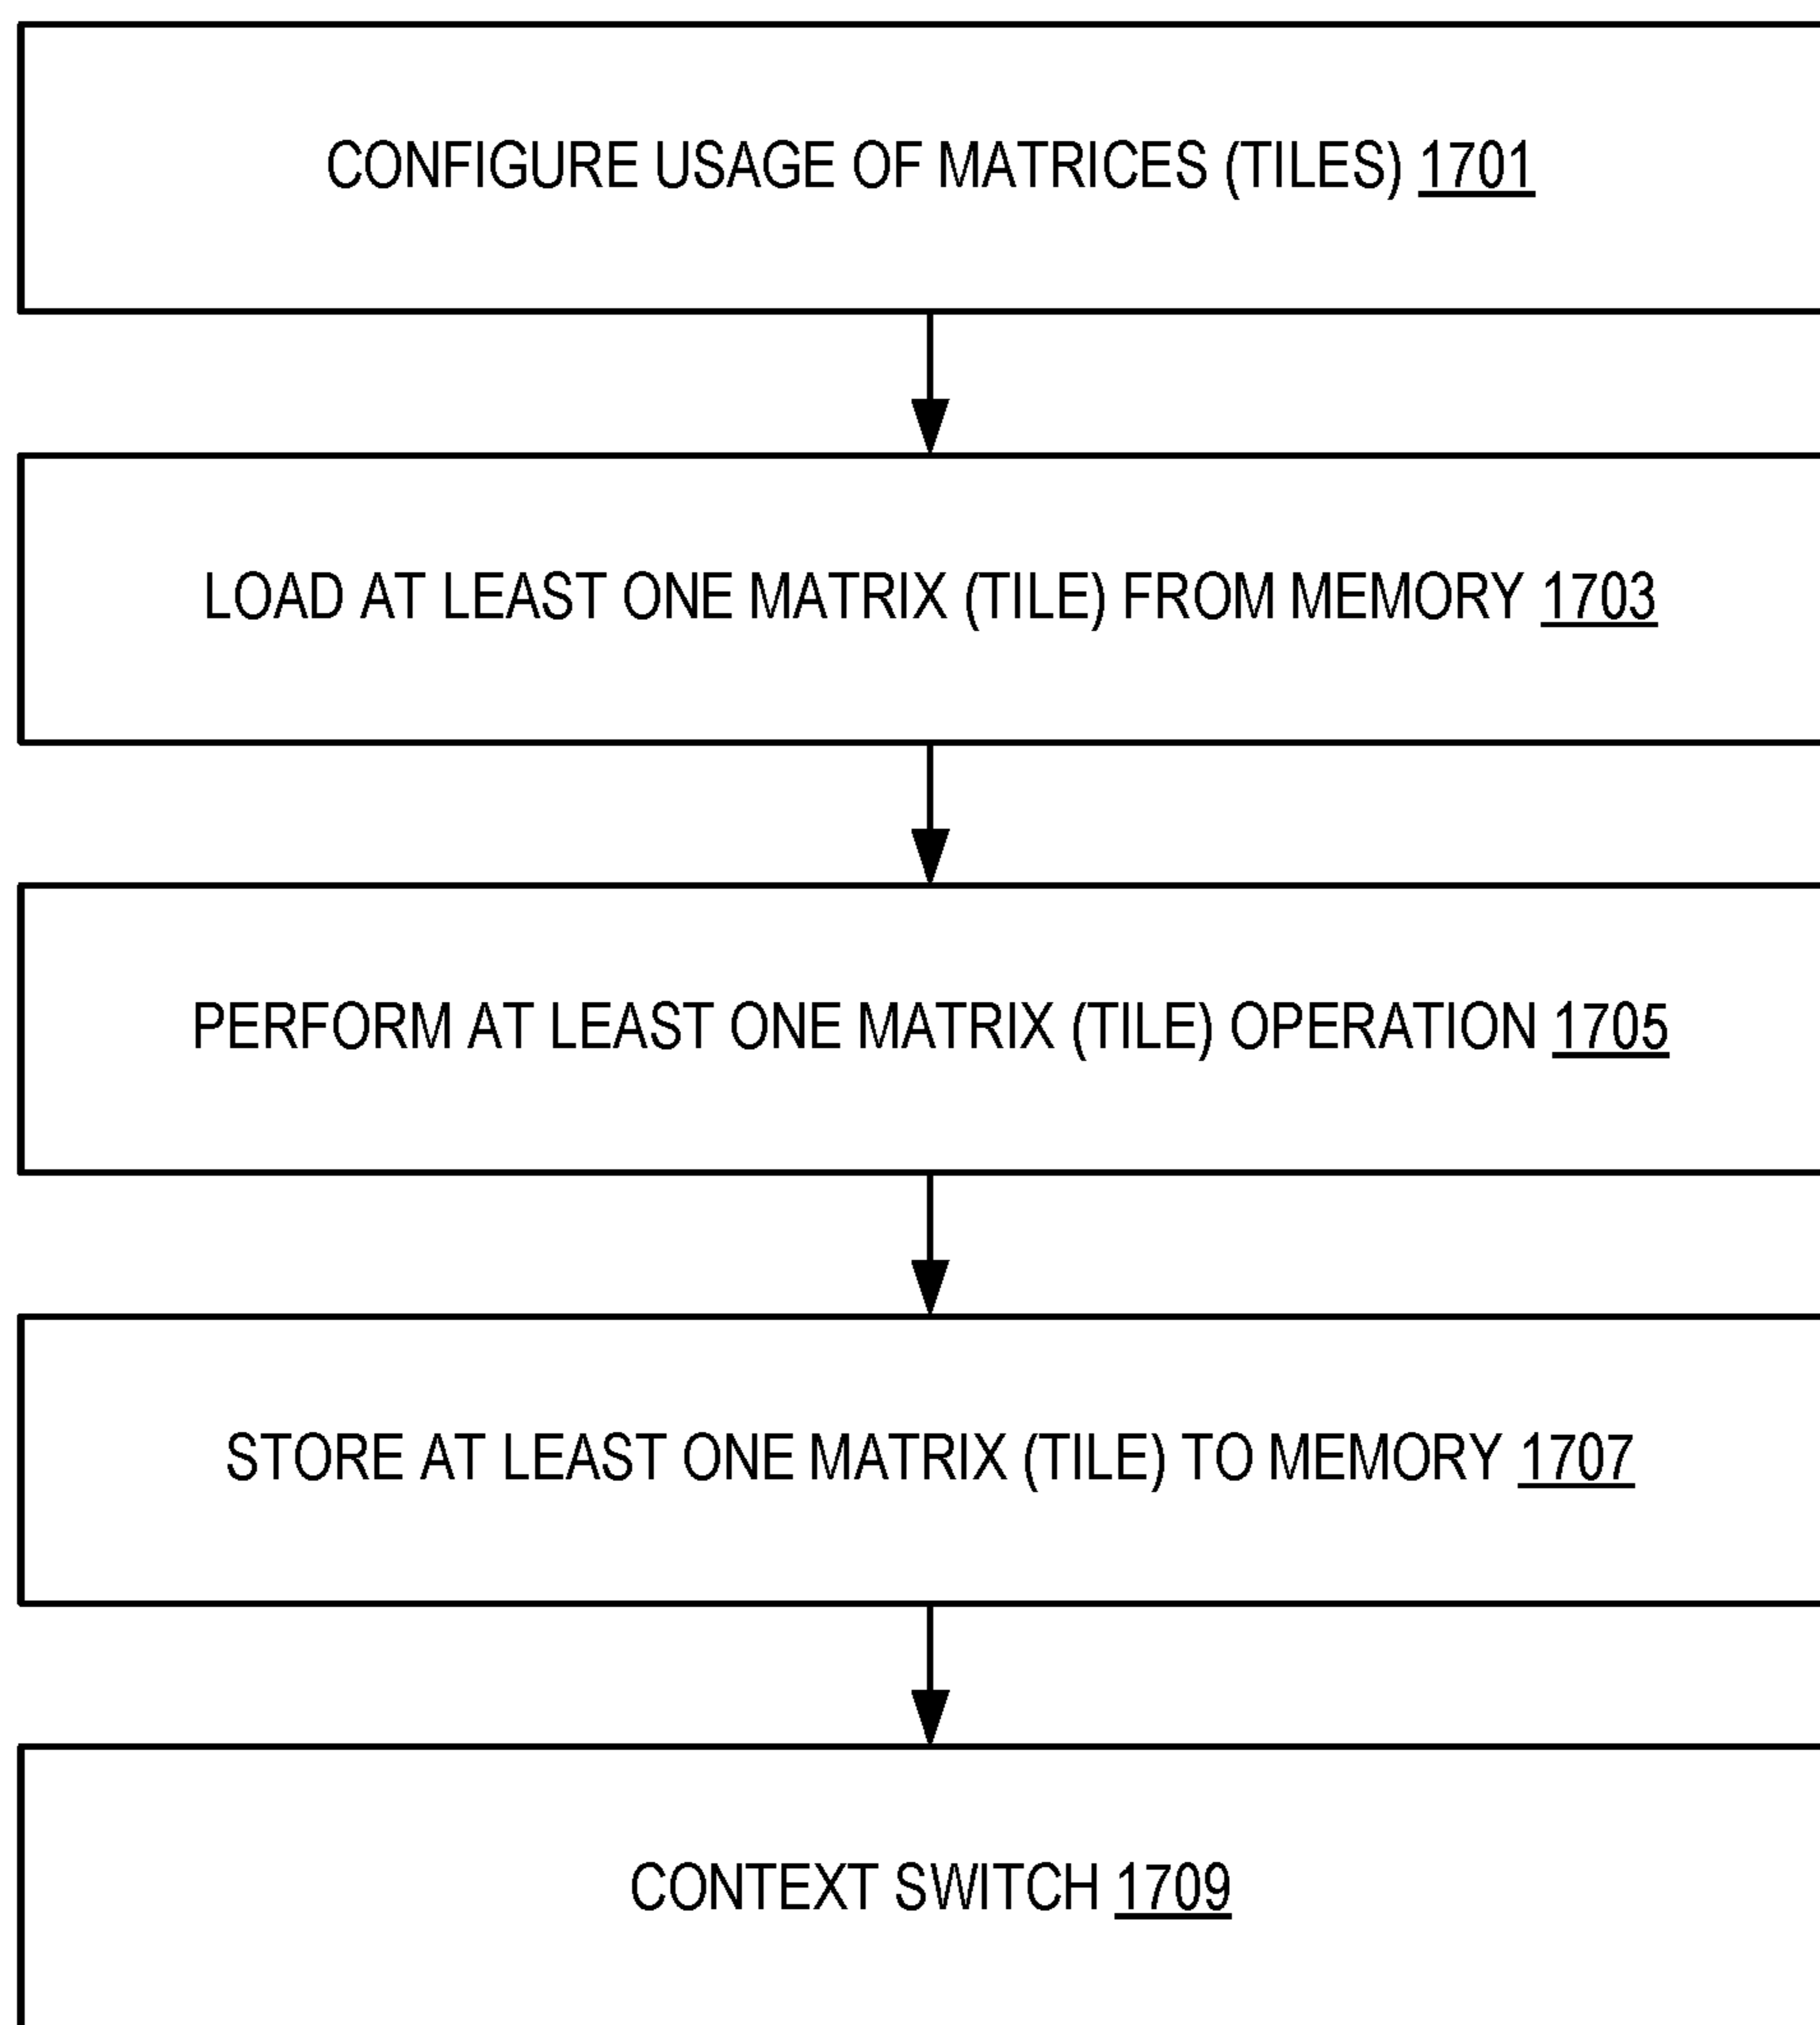 CONFIGURE USAGE OF MATRICES (TILES) 1701
LOAD AT LEAST ONE MATRIX (TILE) FROM MEMORY 1703
PERFORM AT LEAST ONE MATRIX (TILE) OPERATION 1705
STORE AT LEAST ONE MATRIX (TILE) TO MEMORY 1707
CONTEXT SWITCH 1709